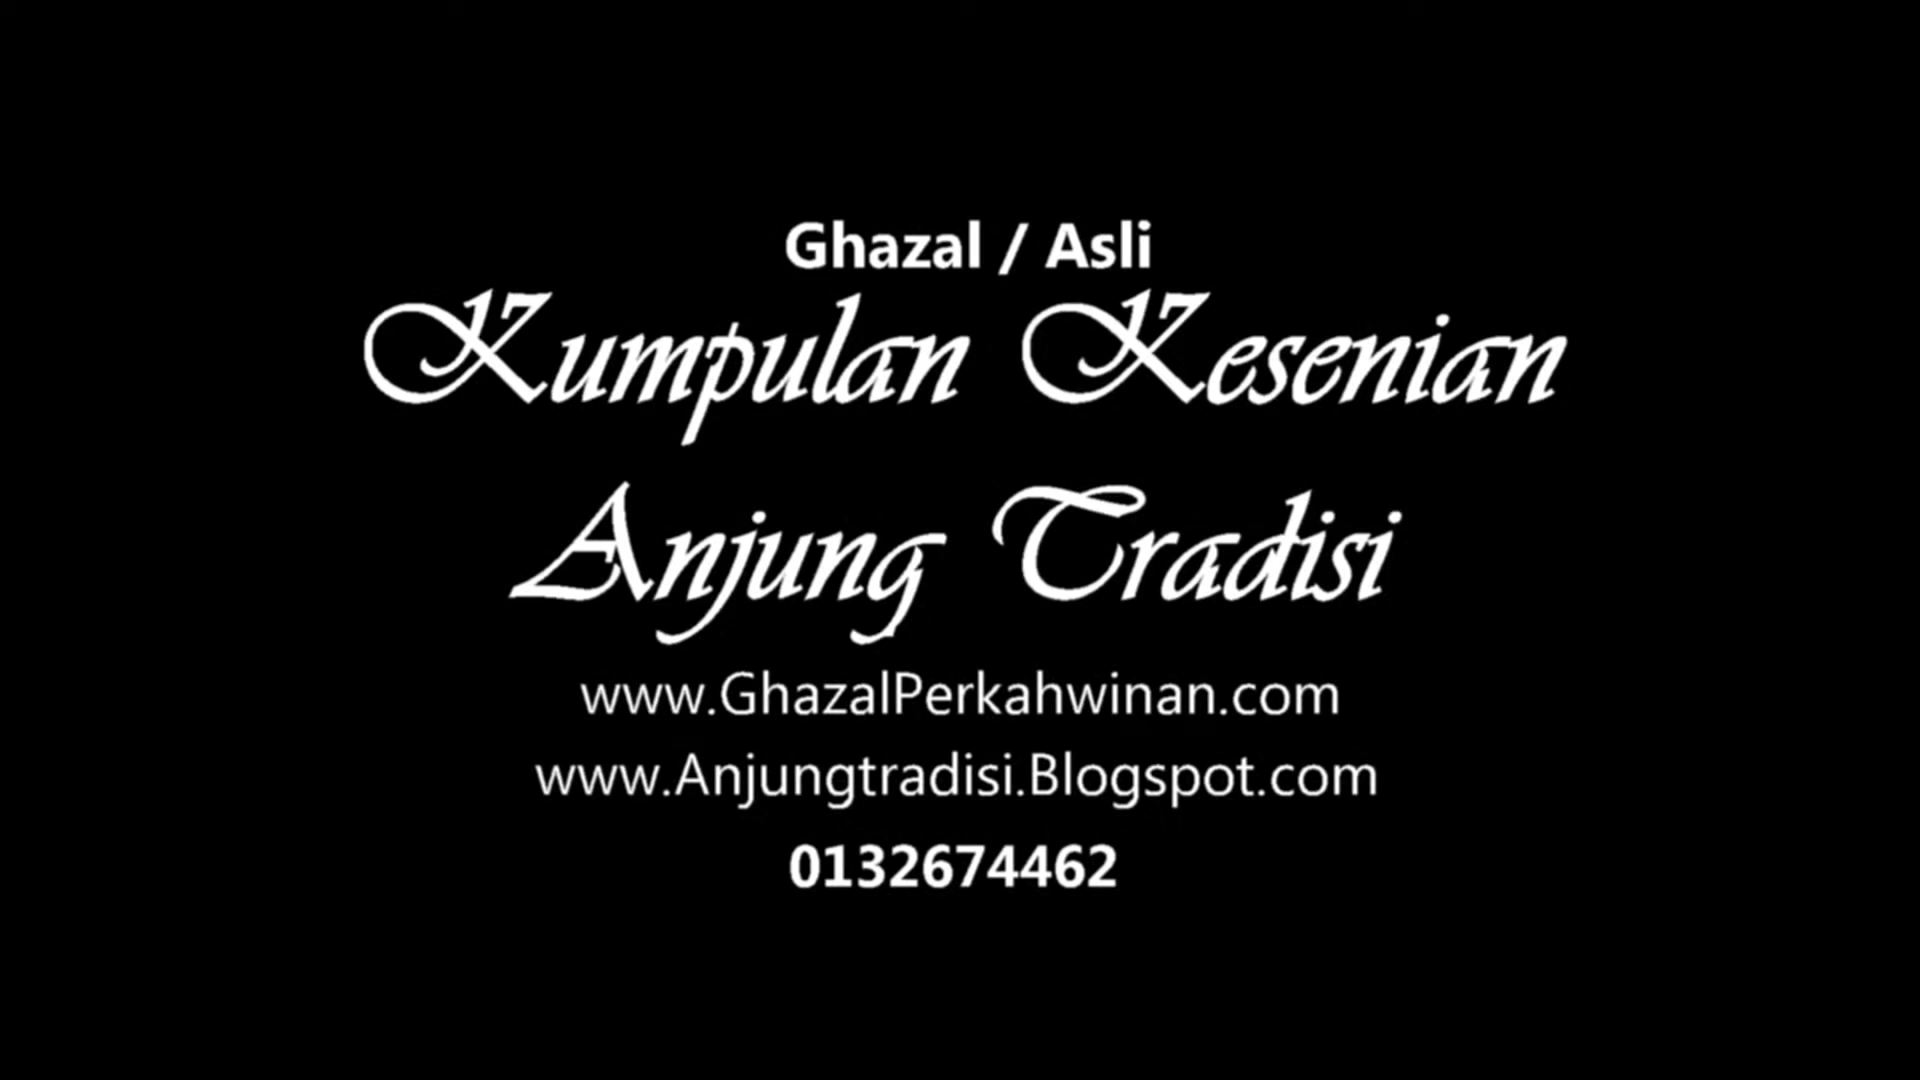 Ghazal / Asli
Kumpulan Kesenian
Anjung Tradisi
www.GhazalPerkahwinan.com
www.Anjungtradisi.Blogspot.com
0132674462